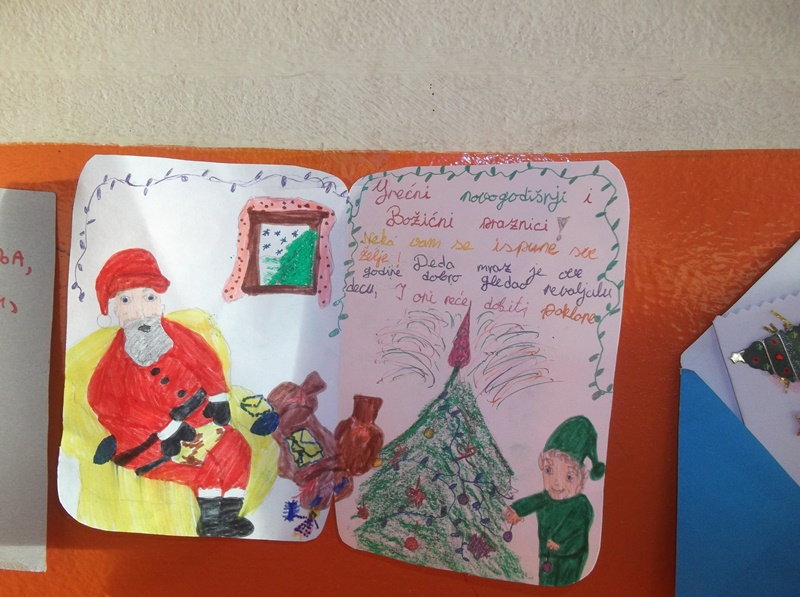 ba,
Srećni novogodišnji i
Božićni praznici!
Neka vam se ispune sve
želje! Deda mraz je ove
godine dobro gledao nevaljalu
decu, I oni neće dobiti poklone